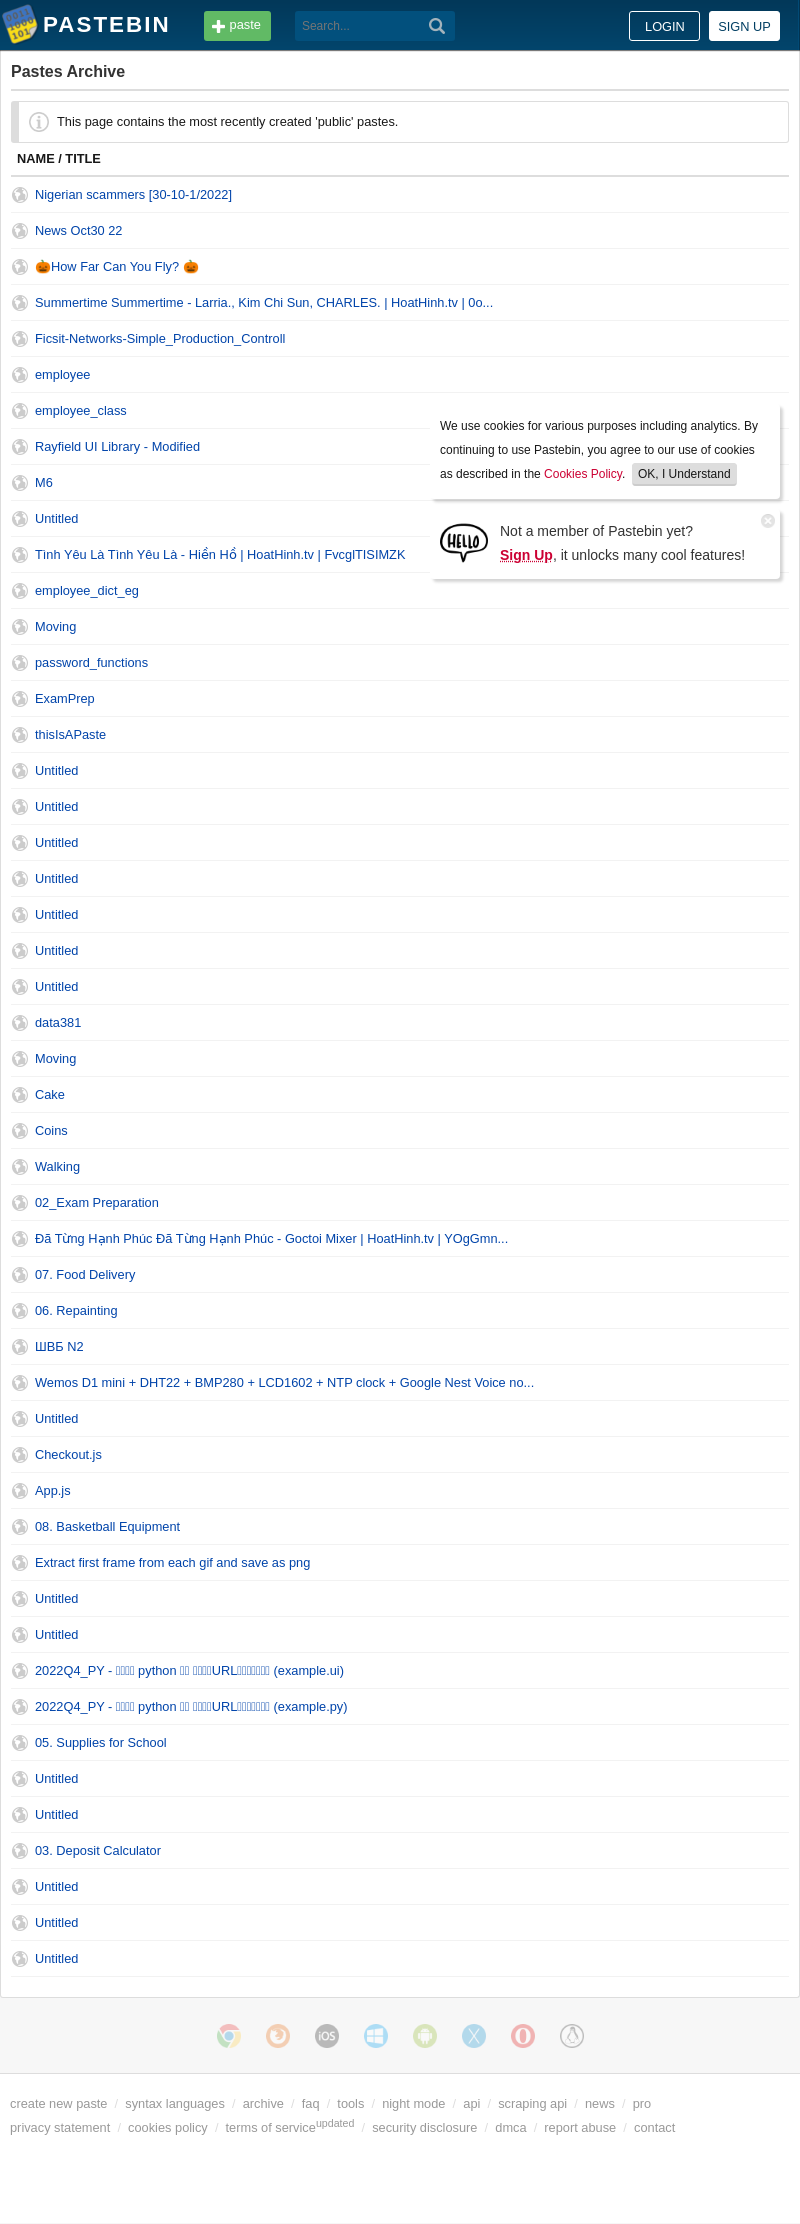 PASTEBIN paste Search... LOGIN SIGN UP
Pastes Archive
This page contains the most recently created 'public' pastes.
NAME / TITLE
Nigerian scammers [30-10-1/2022]
News Oct30 22
🎃How Far Can You Fly? 🎃
Summertime Summertime - Larria., Kim Chi Sun, CHARLES. | HoatHinh.tv | 0o...
Ficsit-Networks-Simple_Production_Controll
employee
employee_class
Rayfield UI Library - Modified
M6
Untitled
Tình Yêu Là Tình Yêu Là - Hiền Hồ | HoatHinh.tv | FvcglTISIMZK
We use cookies for various purposes including analytics. By
continuing to use Pastebin, you agree to our use of cookies
as described in the Cookies Policy. OK, I Understand
HELLO
Not a member of Pastebin yet?
Sign Up, it unlocks many cool features!
employee_dict_eg
Moving
password_functions
ExamPrep
thisIsAPaste
Untitled
Untitled
Untitled
Untitled
Untitled
Untitled
Untitled
data381
Moving
Cake
Coins
Walking
02_Exam Preparation
Đã Từng Hạnh Phúc Đã Từng Hạnh Phúc - Goctoi Mixer | HoatHinh.tv | YOgGmn...
07. Food Delivery
06. Repainting
ШВБ N2
Wemos D1 mini + DHT22 + BMP280 + LCD1602 + NTP clock + Google Nest Voice no...
Untitled
Checkout.js
App.js
08. Basketball Equipment
Extract first frame from each gif and save as png
Untitled
Untitled
2022Q4_PY - python URL (example.ui)
2022Q4_PY - python URL (example.py)
05. Supplies for School
Untitled
Untitled
03. Deposit Calculator
Untitled
Untitled
Untitled
iOS
create new paste / syntax languages / archive / faq / tools / night mode / api / scraping api / news / pro
privacy statement / cookies policy / terms of service updated / security disclosure / dmca / report abuse / contact